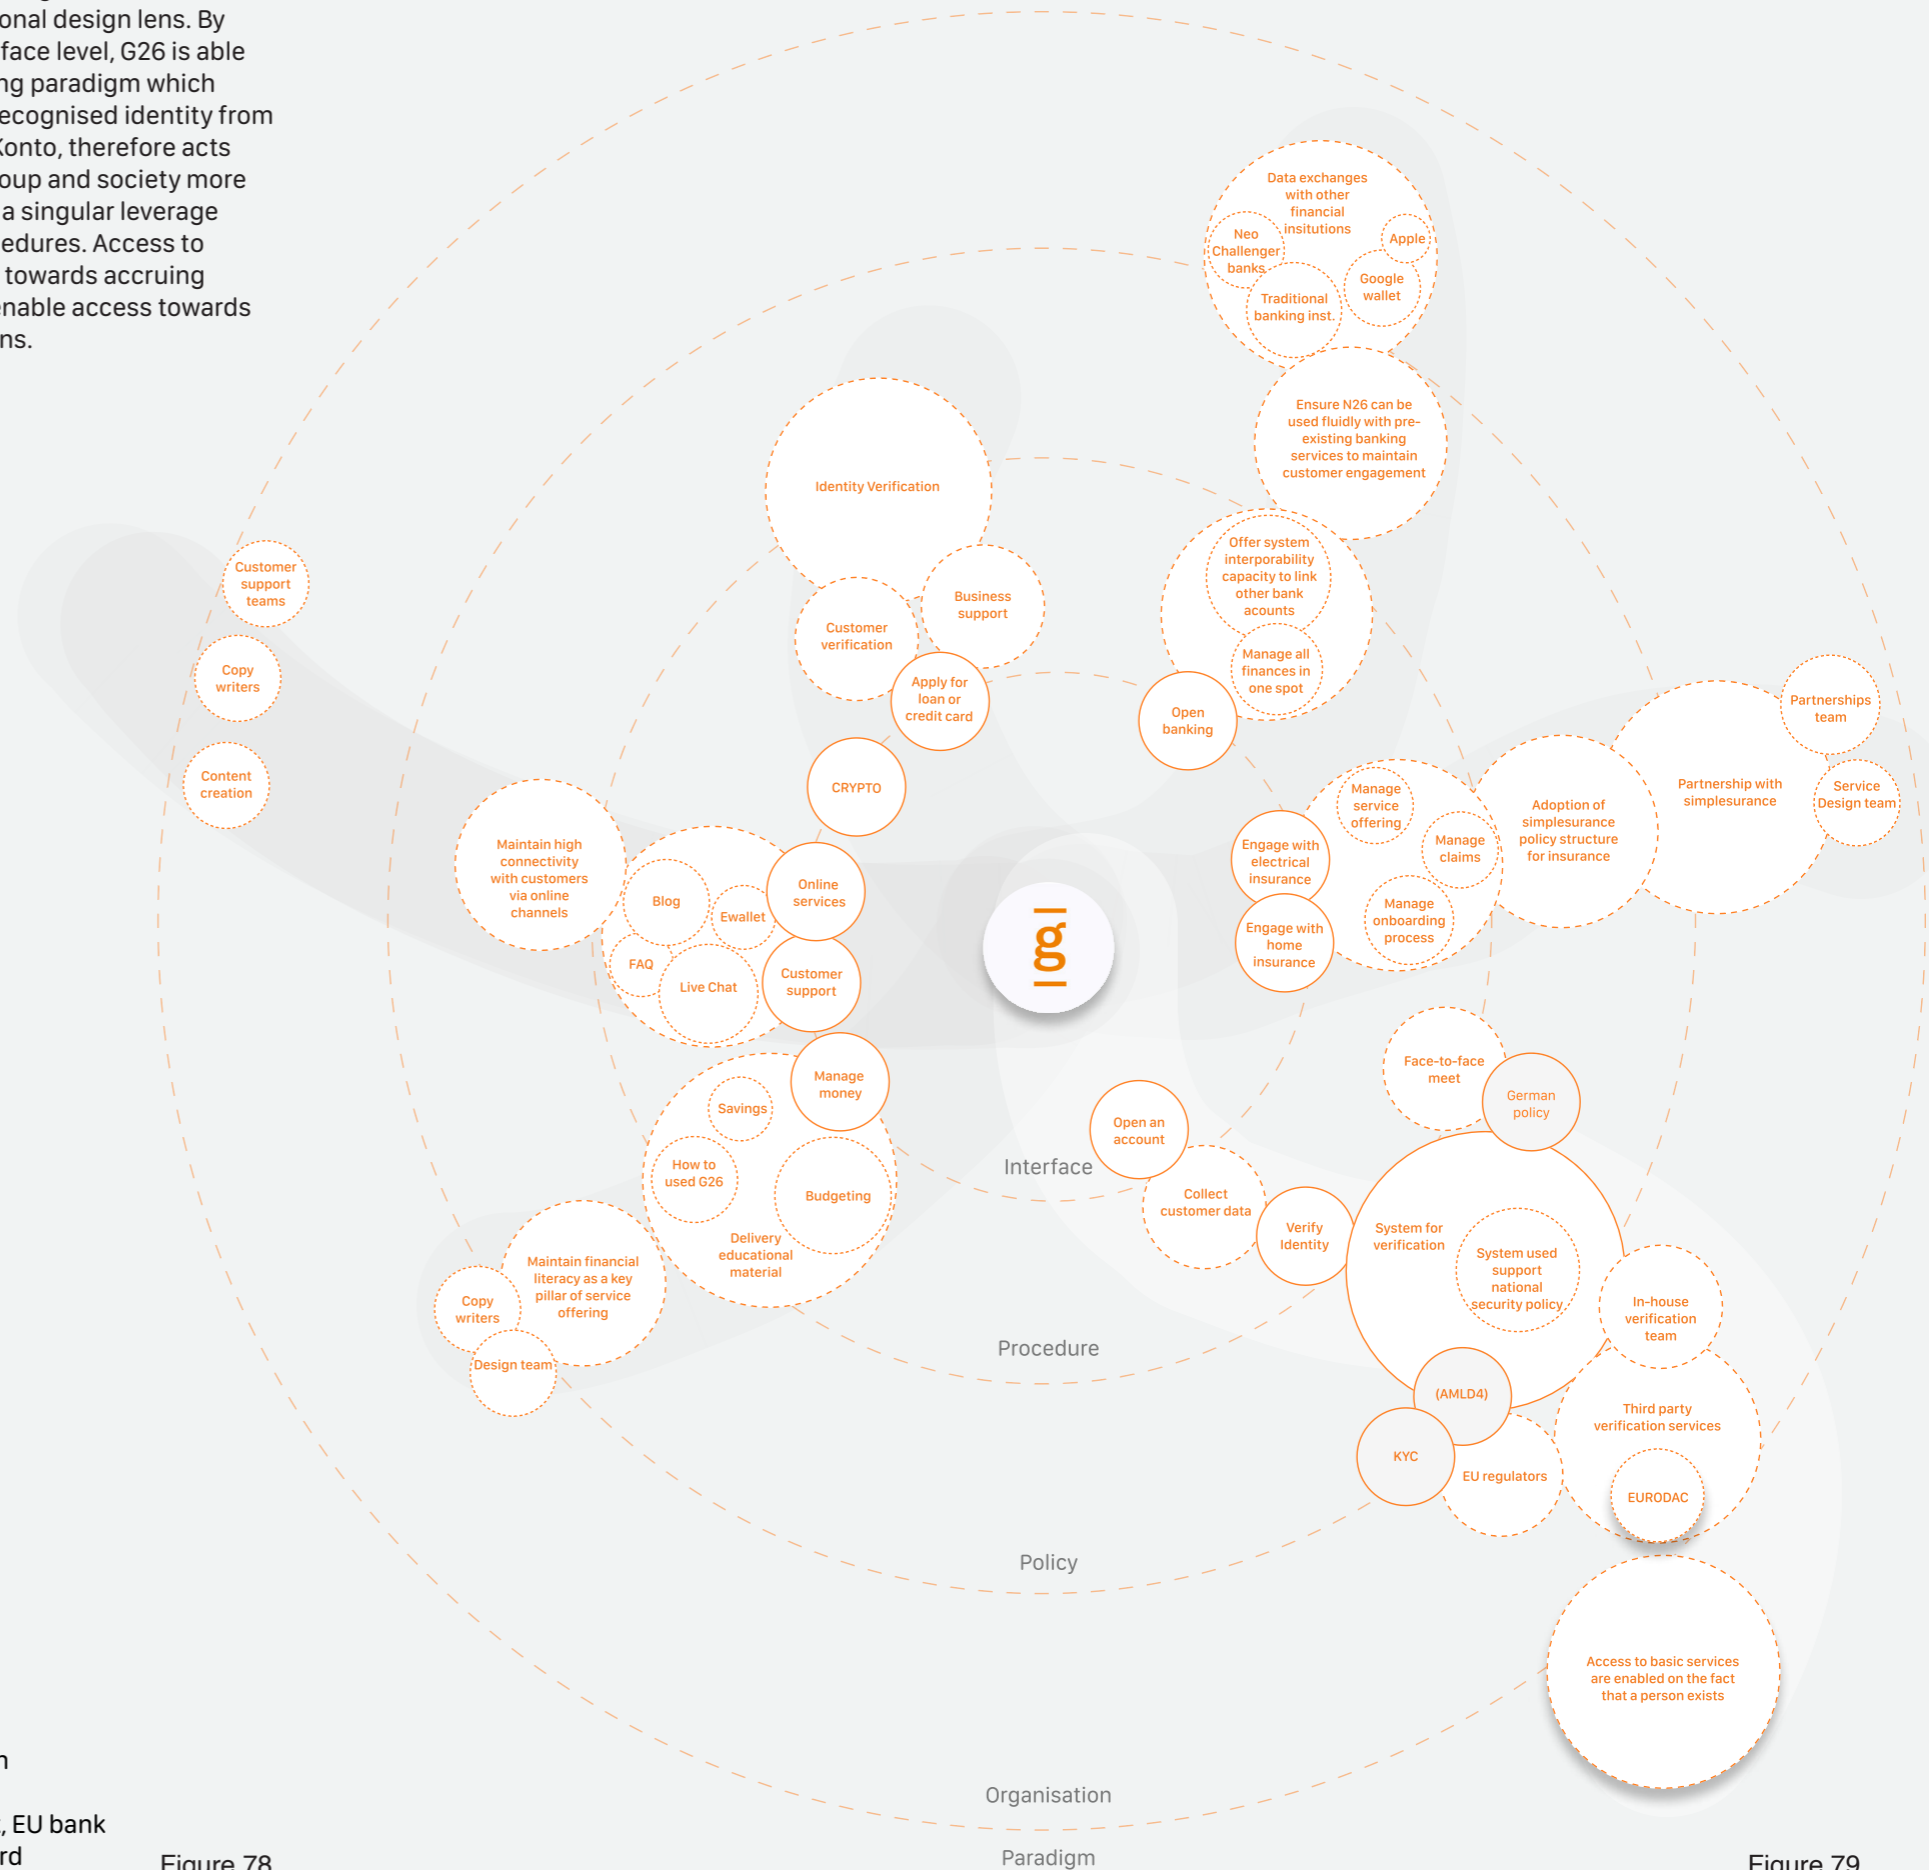 onal design lens. By
face level, G26 is able
ng paradigm which
ecognised identity from
Konto, therefore acts
oup and society more
a singular leverage
edures. Access to
towards accruing
enable access towards
ns.
Data exchanges
with other
financial
insitutions
Neo
Challenger
banks
Apple
Google
wallet
Traditional
banking inst.
Ensure N26 can be
used fluidly with pre-
existing banking
services to maintain
customer engagement
Identity Verification
Offer system
interporability
capacity to link
other bank
acounts
Manage all
finances in
one spot
Open
banking
Customer
support
teams
Copy
writers
Content
creation
Business
support
Customer
verification
Apply for
loan or
credit card
CRYPTO
Partnerships
team
Partnership with
simplesurance
Service
Design team
Adoption of
simplesurance
policy structure
for insurance
Manage
service
offering
Manage
claims
Manage
onboarding
process
Engage with
electrical
insurance
Engage with
home
insurance
Maintain high
connectivity
with customers
via online
channels
Blog
Ewallet
FAQ
Live Chat
Online
services
Customer
support
g
Manage
money
Savings
How to
used G26
Budgeting
Delivery
educational
material
Maintain financial
literacy as a key
pillar of service
offering
Copy
writers
Design team
Face-to-face
meet
German
policy
Open an
account
Interface
Collect
customer data
Verify
Identity
System for
verification
System used
support
national
security policy
In-house
verification
team
Procedure
(AMLD4)
KYC
EU regulators
Third party
verification services
EURODAC
Policy
Access to basic services
are enabled on the fact
that a person exists
Organisation
Paradigm
n
, EU bank
rd
Figure 78
Figure 79